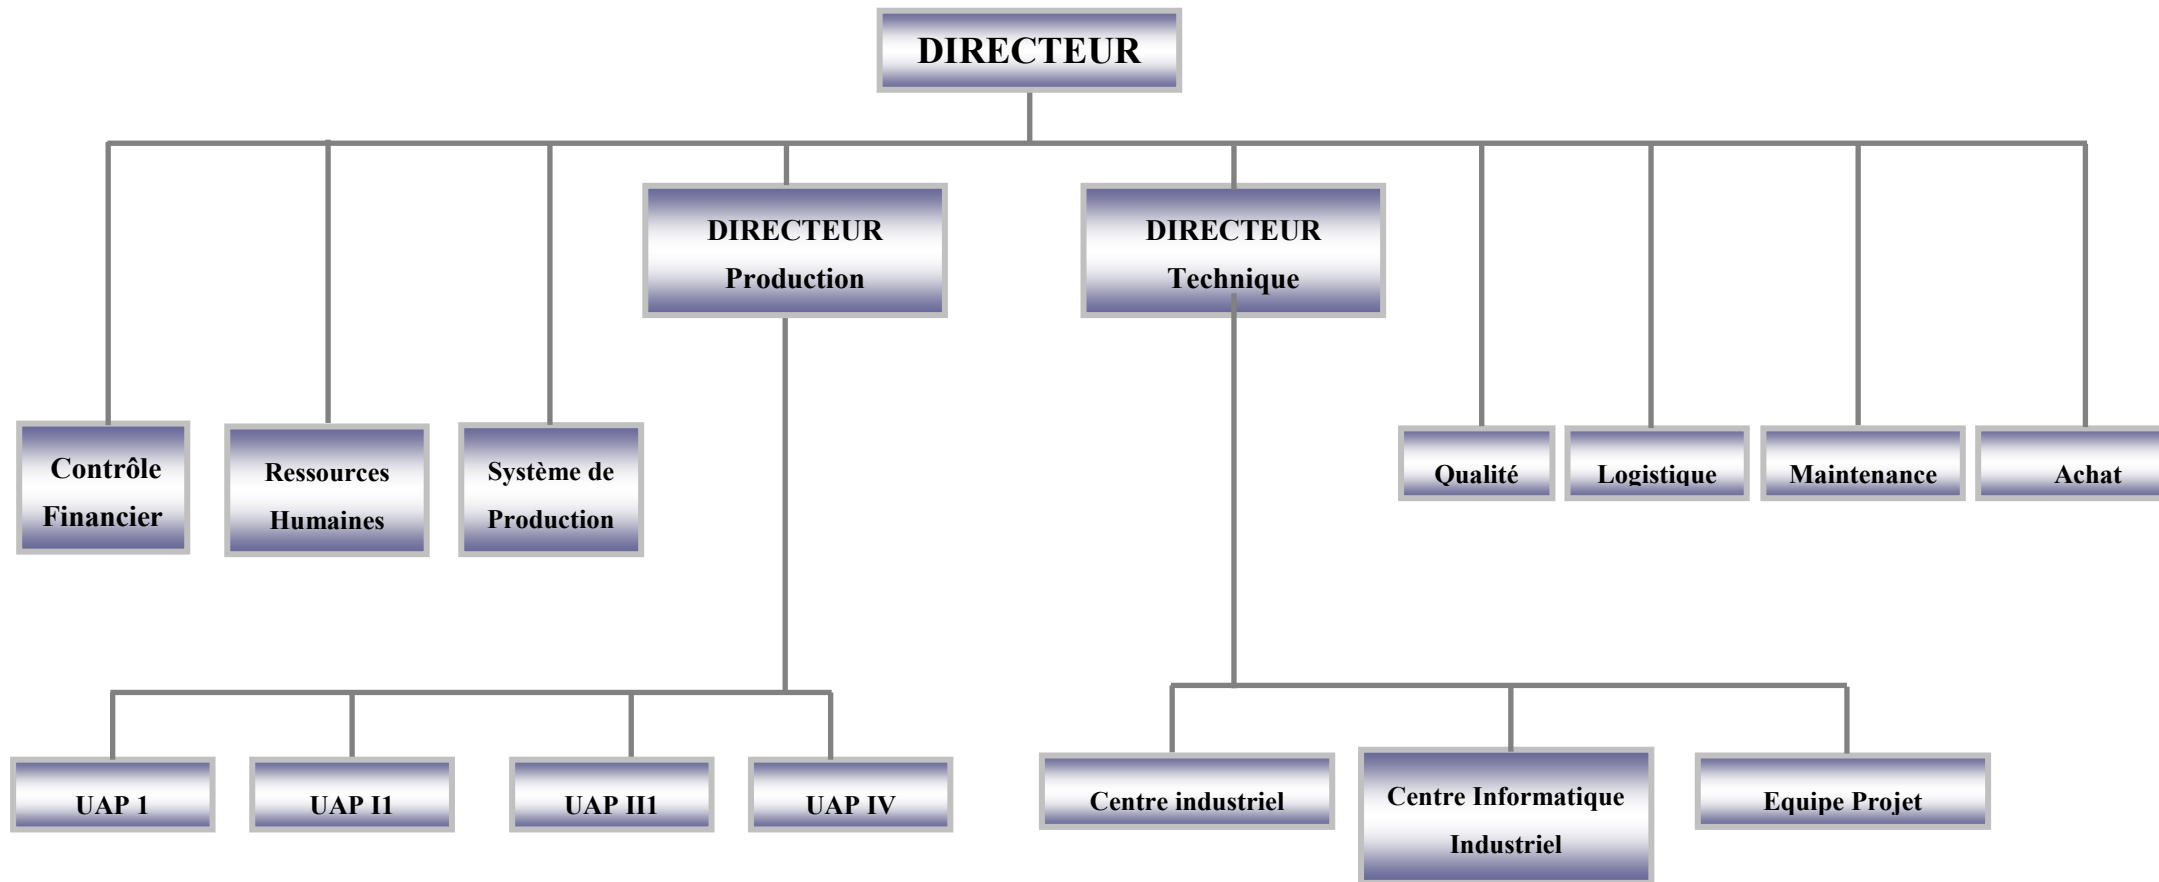 DIRECTEUR
DIRECTEUR
Production
DIRECTEUR
Technique
Contrôle
Financier
Ressources
Humaines
Système de
Production
Qualité
Logistique
Maintenance
Achat
UAP 1
UAP I1
UAP II1
UAP IV
Centre industriel
Centre Informatique
Industriel
Equipe Projet